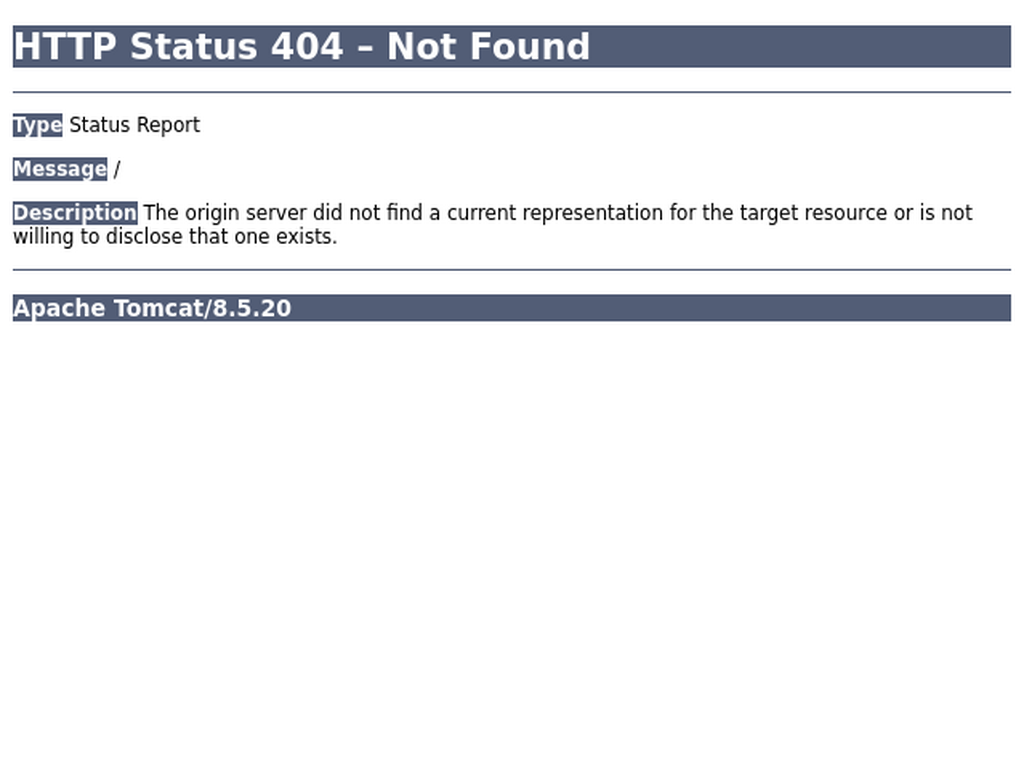 HTTP Status 404 – Not Found
Type Status Report
Message /
Description The origin server did not find a current representation for the target resource or is not
willing to disclose that one exists.
Apache Tomcat/8.5.20